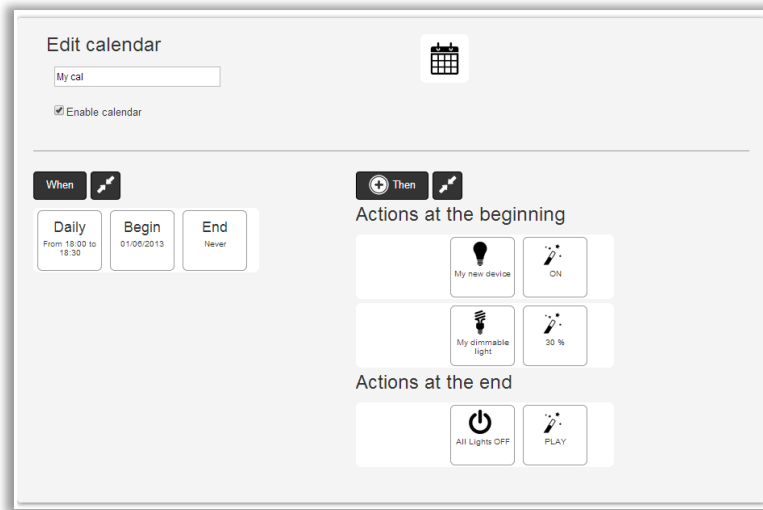 Edit calendar
My cal
Enable calendar
When
Then
Daily
From 18:00 to
18:30
Begin
01/06/2013
End
Never
Actions at the beginning
My new device
ON
My dimmable
light
30 %
Actions at the end
All Lights OFF
PLAY